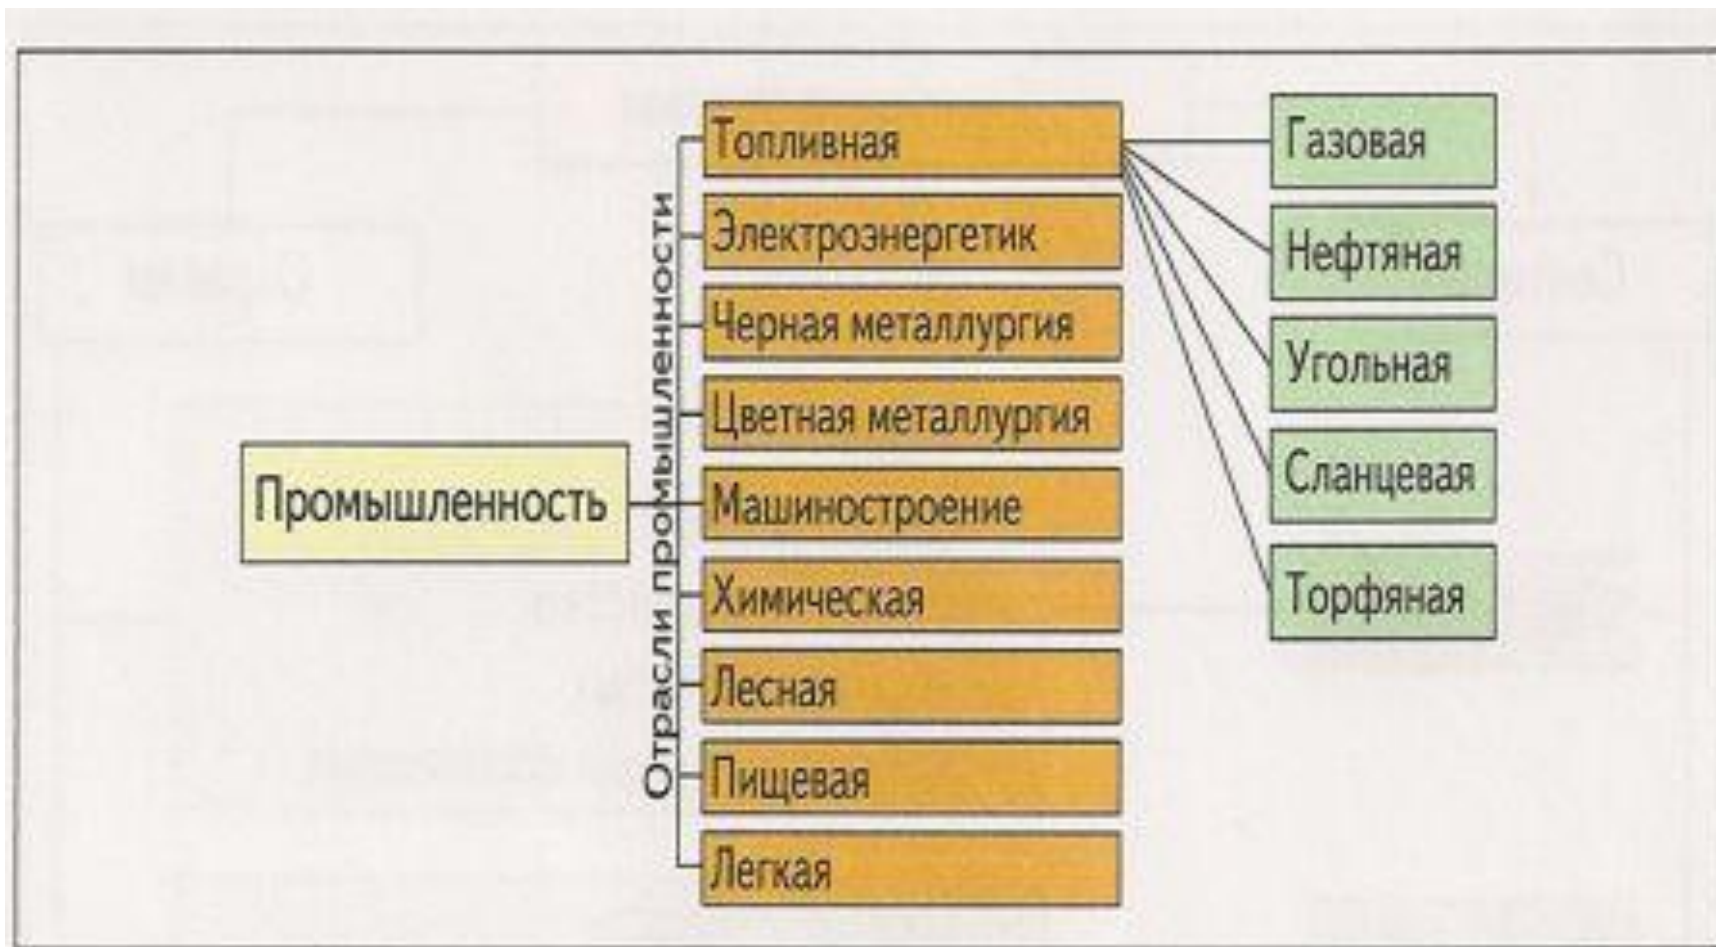 Промышленность
Отрасли промышленности
Топливная
Электроэнергетик
Черная металлургия
Цветная металлургия
Машиностроение
Химическая
Лесная
Пищевая
Легкая
Газовая
Нефтяная
Угольная
Сланцевая
Торфяная